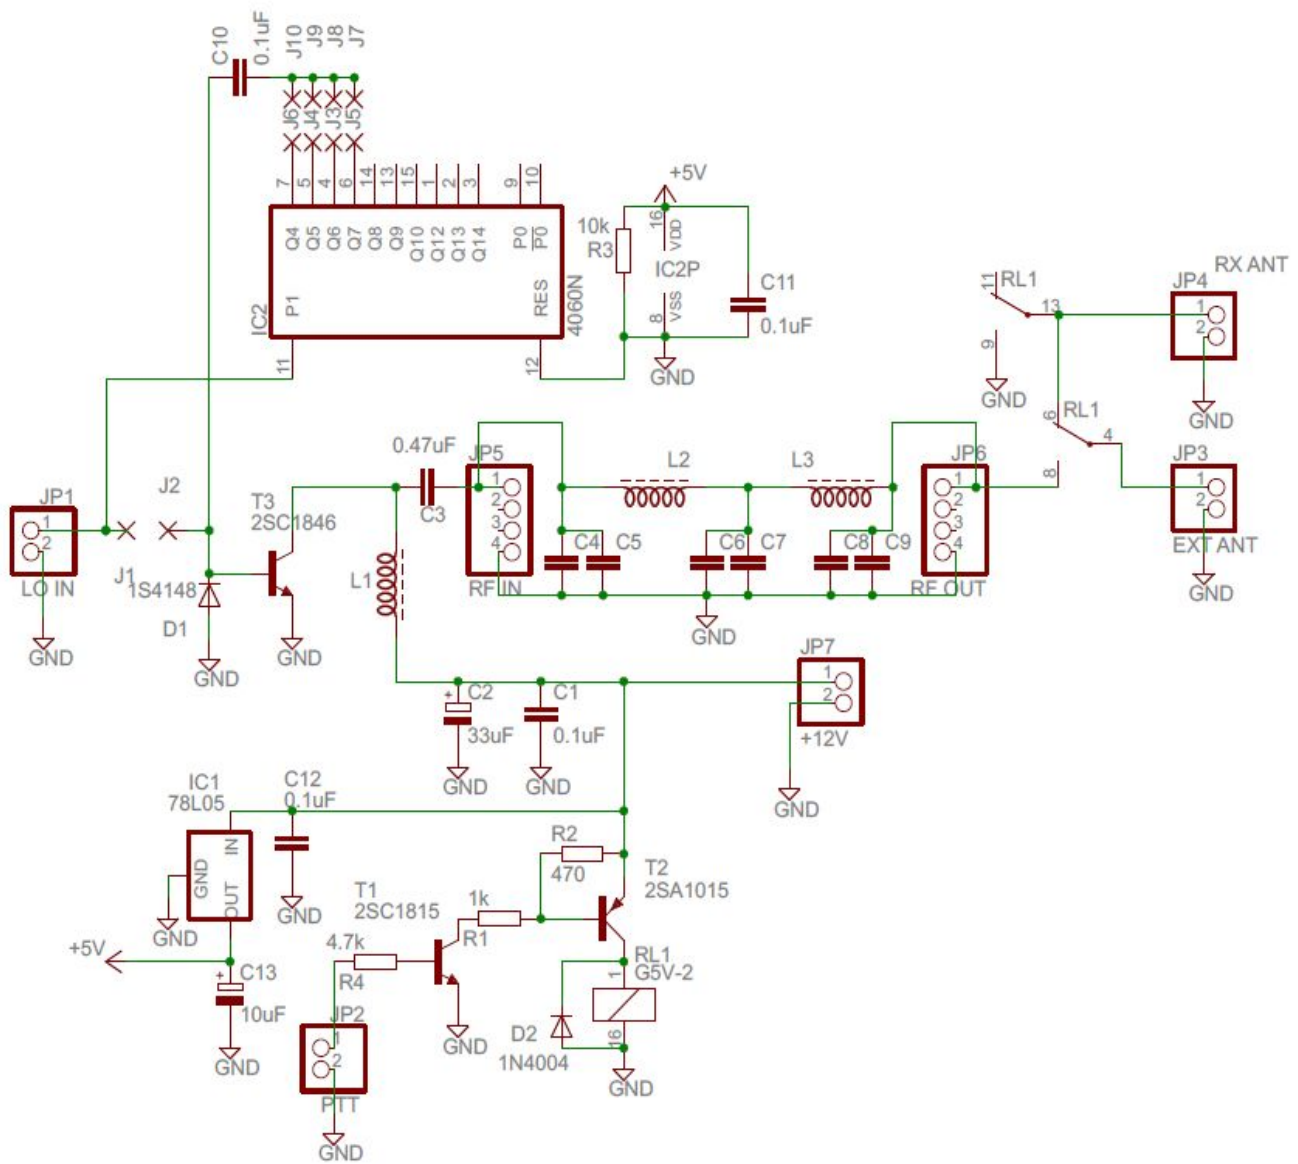 C10
0.1uF
J10
J9
J8
J7
J6
J4
J3
J5
7
5
4
6
14
13
15
1
2
3
9
10
Q4
Q5
Q6
Q7
Q8
Q9
Q10
Q12
Q13
Q14
P0
P0
P1
RES
IC2
4060N
11
12
+5V
10k
R3
16
VDD
IC2P
VSS
8
C11
0.1uF
GND
11
RL1
13
9
GND
RX ANT
JP4
1
2
GND
6
RL1
4
8
JP3
1
2
EXT ANT
GND
JP1
1
2
LO IN
GND
J2
J1
1S4148
D1
GND
T3
2SC1846
GND
0.47uF
C3
L1
JP5
1
2
3
4
RF IN
L2
L3
C4
C5
C6
C7
C8
C9
GND
JP6
1
2
3
4
RF OUT
JP7
1
2
+12V
GND
+
C2
33uF
GND
C1
0.1uF
GND
IC1
78L05
IN
GND
OUT
GND
C12
0.1uF
GND
+5V
+
C13
10uF
GND
R2
470
T2
2SA1015
T1
2SC1815
1k
R1
4.7k
R4
GND
RL1
G5V-2
1
16
D2
1N4004
GND
JP2
1
2
PTT
GND